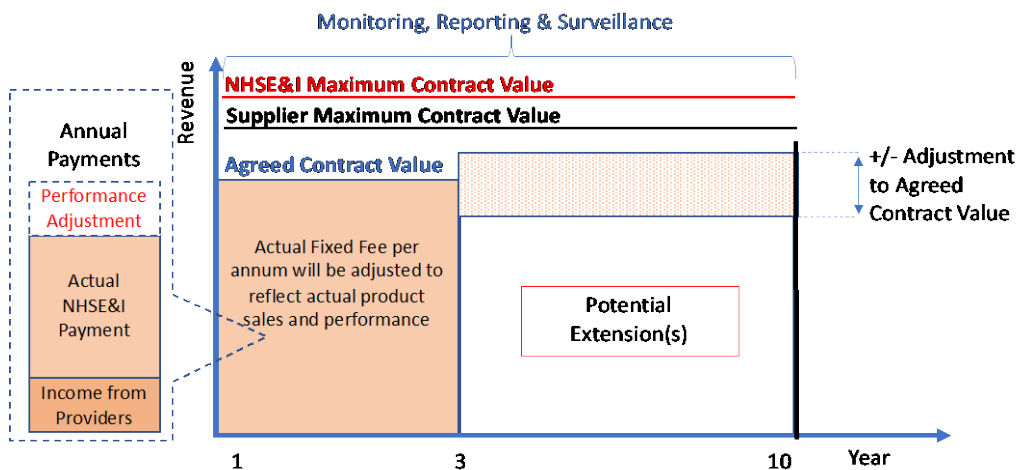 Monitoring, Reporting & Surveillance
Revenue
NHSE&I Maximum Contract Value
Supplier Maximum Contract Value
Agreed Contract Value
Annual
Payments
Performance
Adjustment
Actual
NHSE&I
Payment
Income from
Providers
Actual Fixed Fee per
annum will be adjusted to
reflect actual product
sales and performance
Potential
Extension(s)
+/- Adjustment
to Agreed
Contract Value
1
3
10
Year